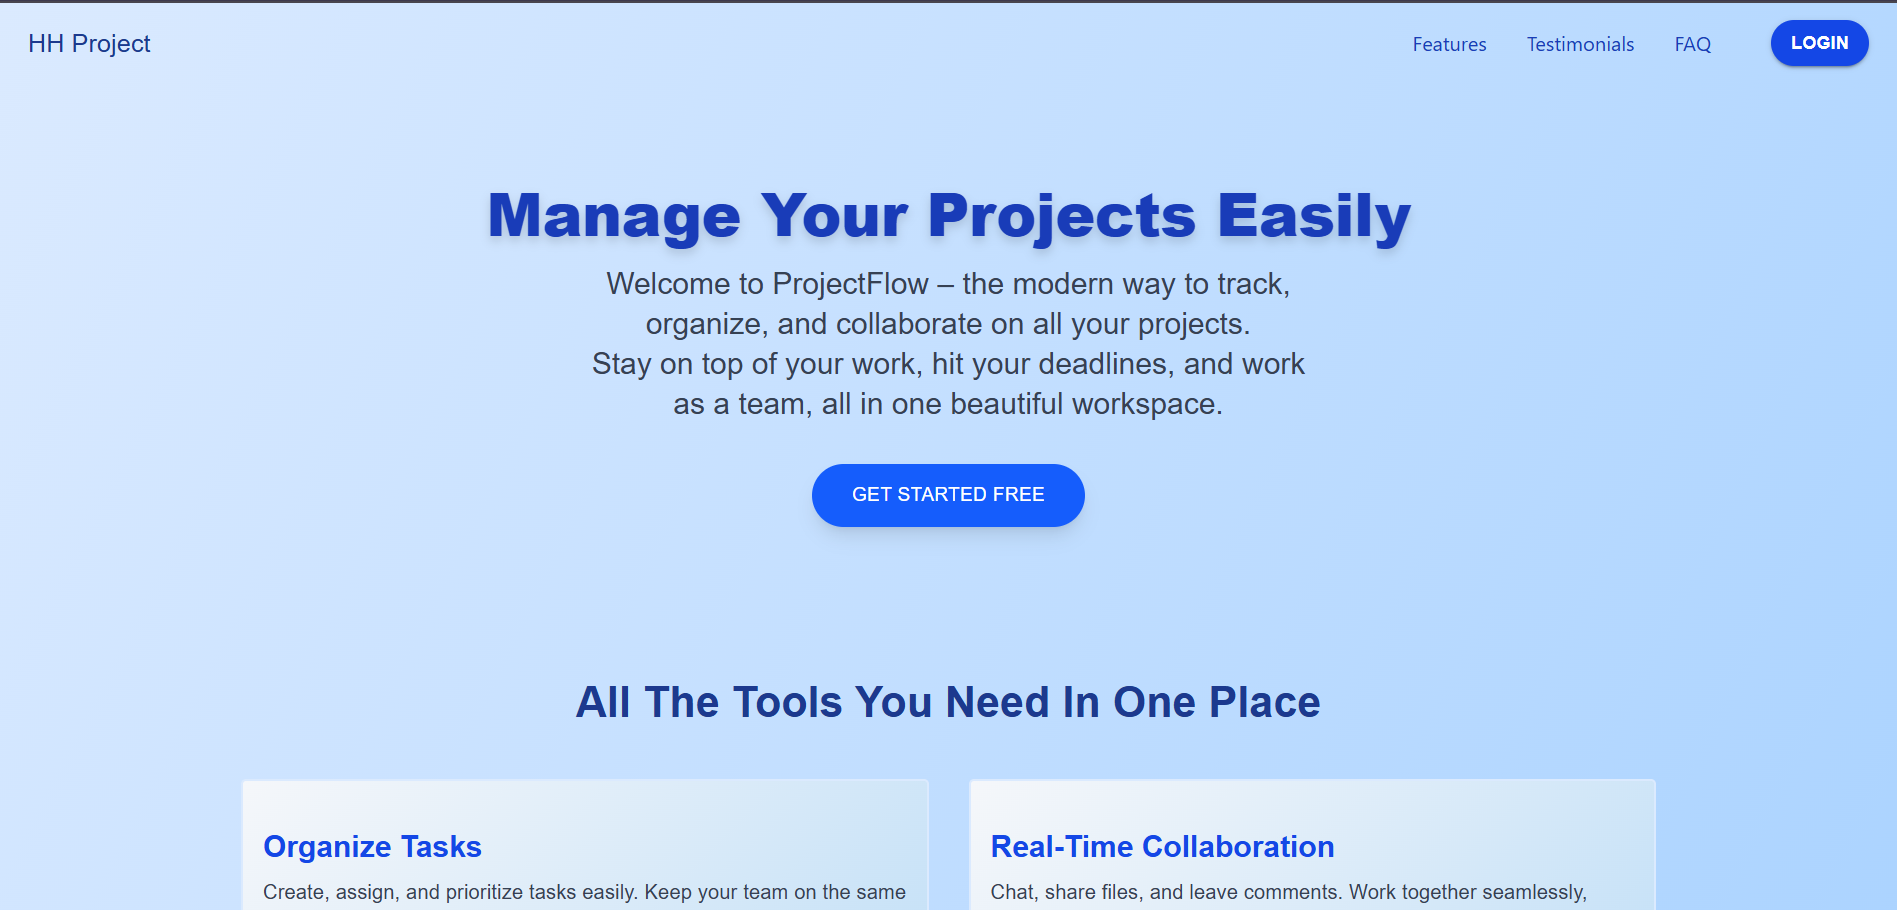 HH Project
Features
Testimonials
FAQ
LOGIN
Manage Your Projects Easily
Welcome to ProjectFlow – the modern way to track,
organize, and collaborate on all your projects.
Stay on top of your work, hit your deadlines, and work
as a team, all in one beautiful workspace.
GET STARTED FREE
All The Tools You Need In One Place
Organize Tasks
Create, assign, and prioritize tasks easily. Keep your team on the same
Real-Time Collaboration
Chat, share files, and leave comments. Work together seamlessly,